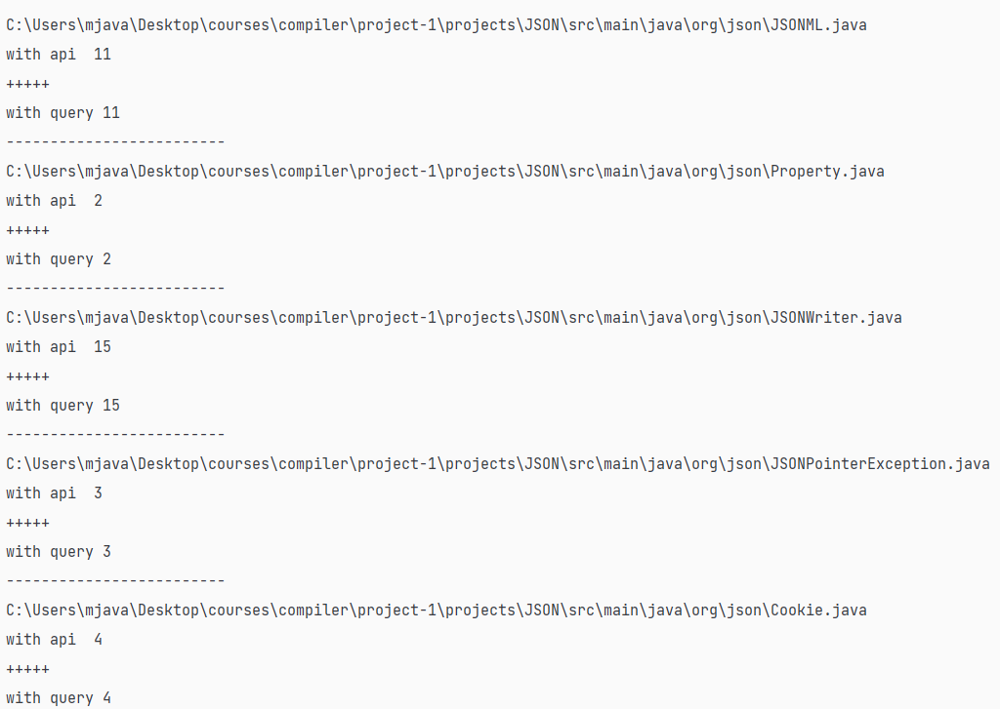 C:\Users\mjava\Desktop\courses\compiler\project-1\projects\JSON\src\main\java\org\json\JSONML.java
with api  11
+++++
with query 11
-------------------------
C:\Users\mjava\Desktop\courses\compiler\project-1\projects\JSON\src\main\java\org\json\Property.java
with api  2
+++++
with query 2
-------------------------
C:\Users\mjava\Desktop\courses\compiler\project-1\projects\JSON\src\main\java\org\json\JSONWriter.java
with api  15
+++++
with query 15
-------------------------
C:\Users\mjava\Desktop\courses\compiler\project-1\projects\JSON\src\main\java\org\json\JSONPointerException.java
with api  3
+++++
with query 3
-------------------------
C:\Users\mjava\Desktop\courses\compiler\project-1\projects\JSON\src\main\java\org\json\Cookie.java
with api  4
+++++
with query 4